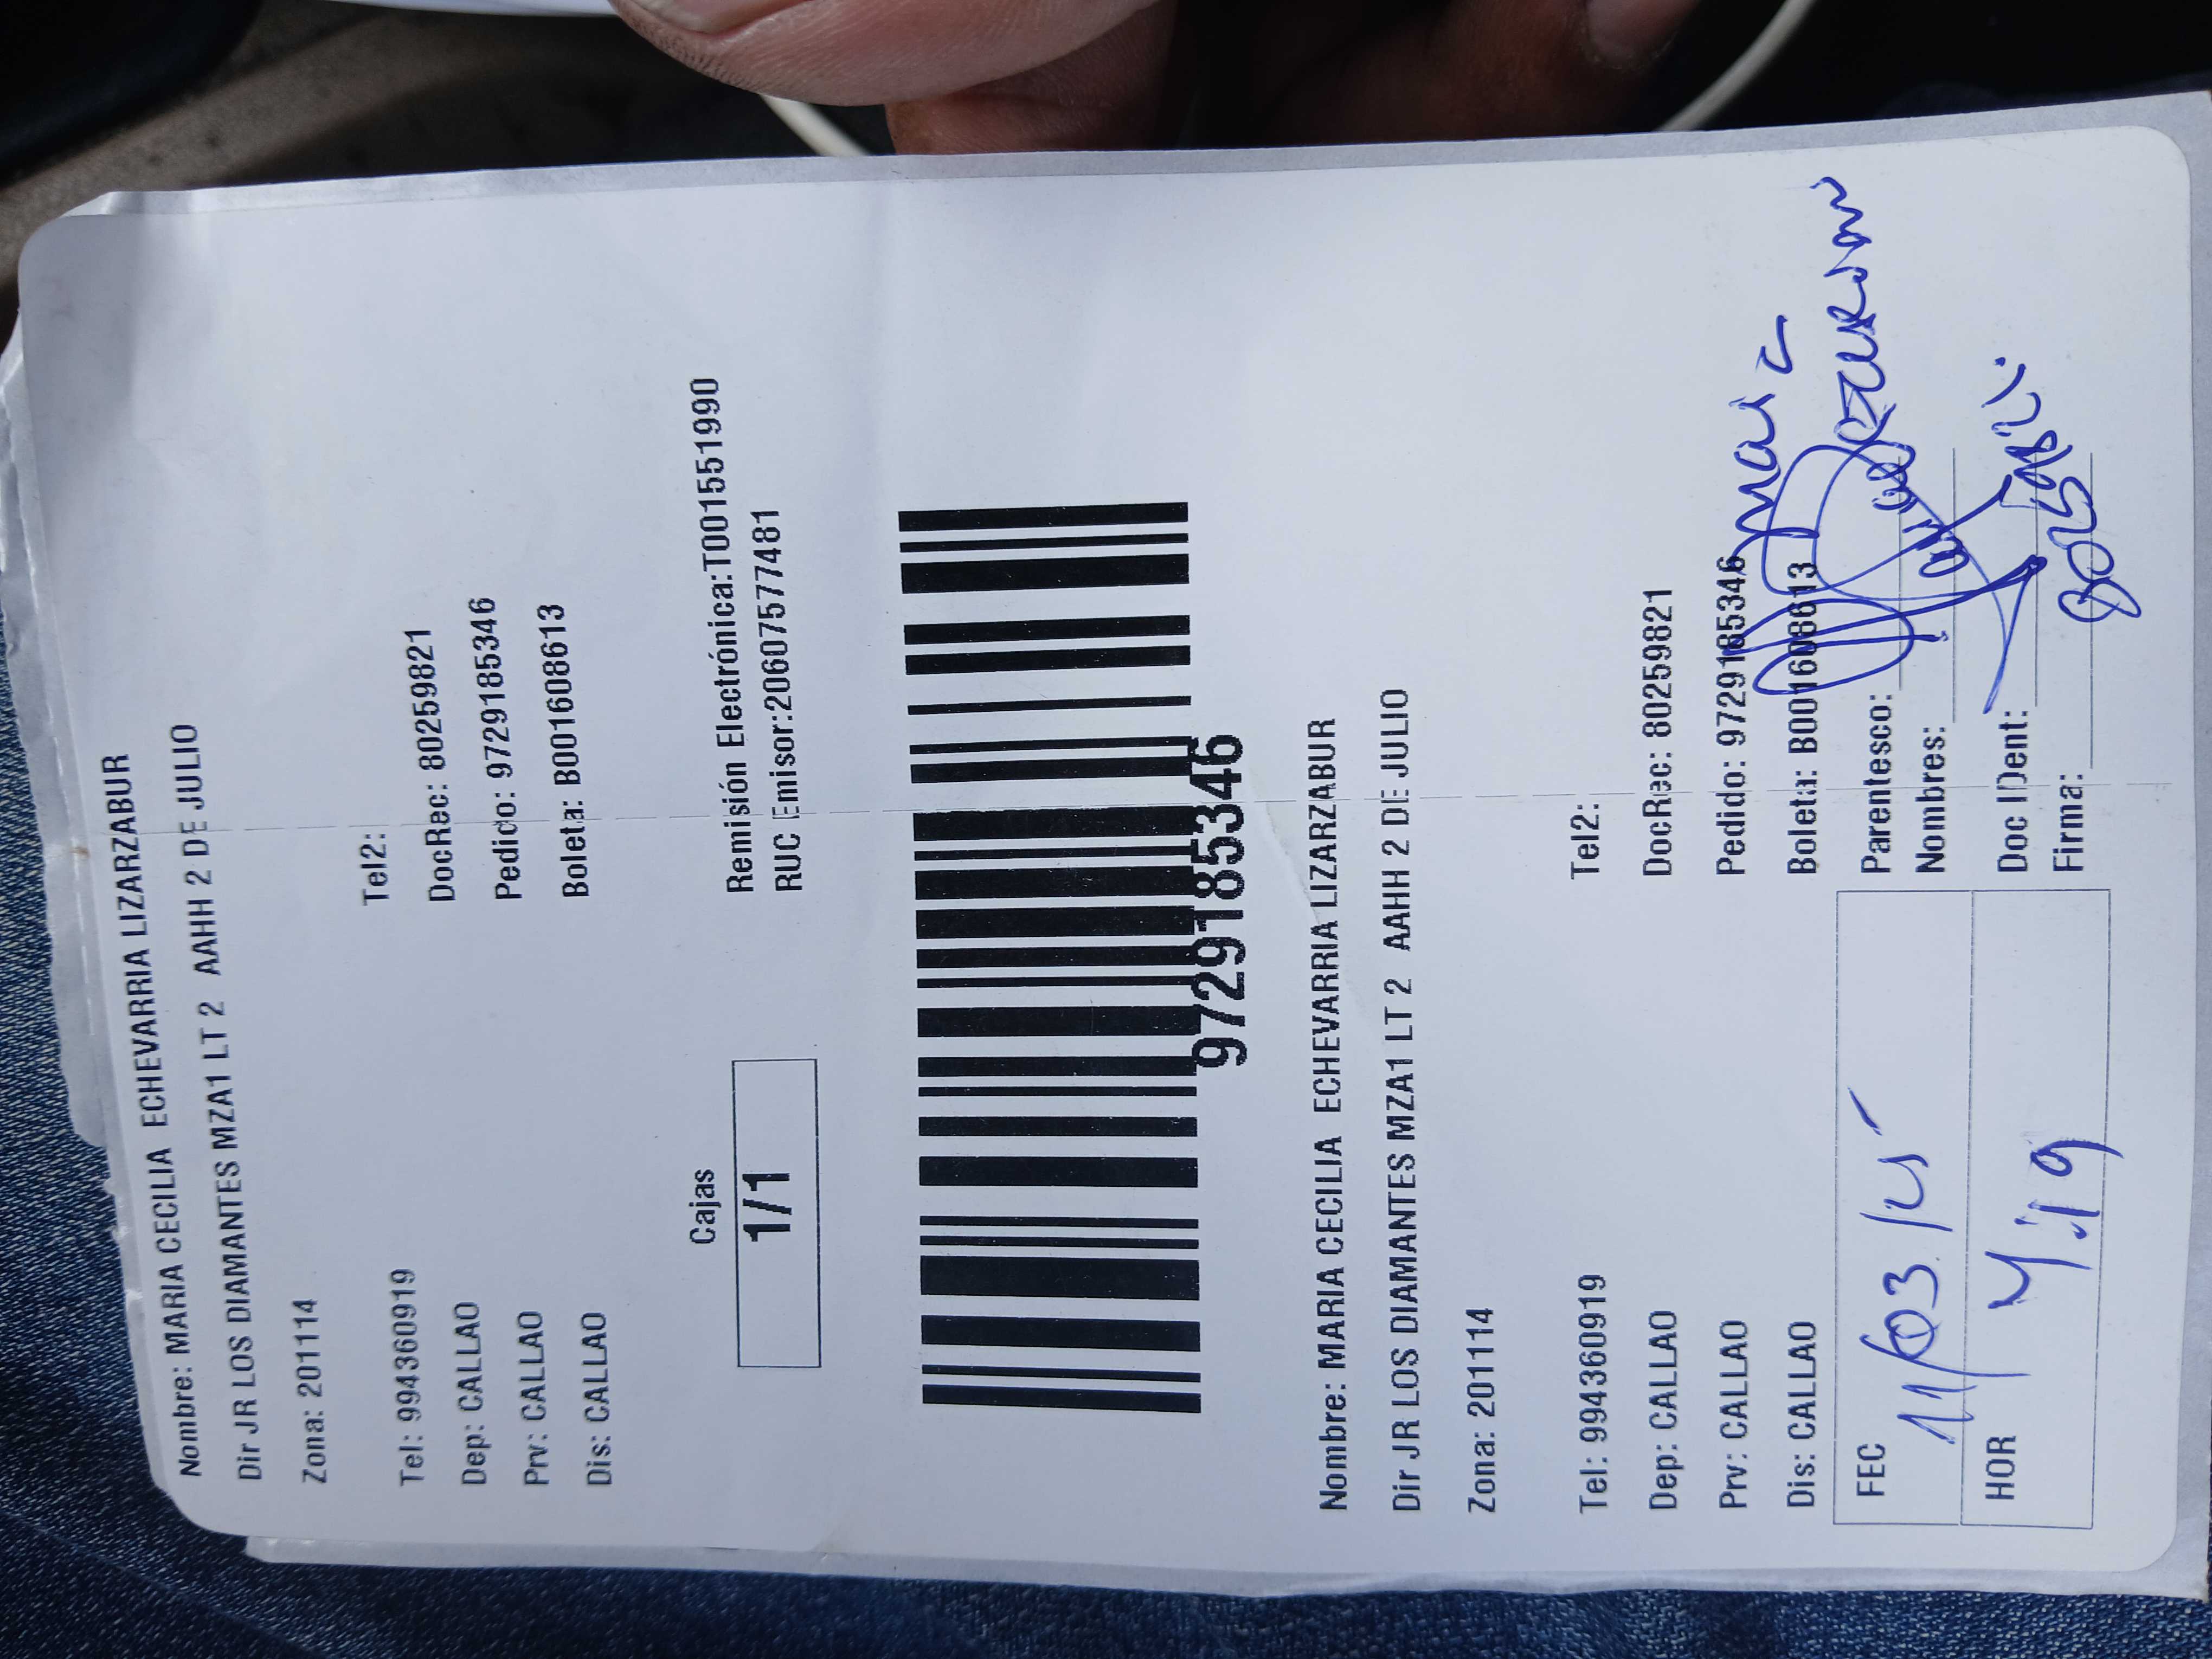 Nombre: MARIA CECILIA ECHEVARRIA LIZARZABUR
Dir JR LOS DIAMANTES MZA1 LT 2 AAHH 2 DE JULIO
Zona: 201114
Tel: 994360919 Tel2:
Dep: CALLAO DocRec: 80259821
Prv: CALLAO Pedido: 9729185346
Dis: CALLAO Boleta: B001608613
Cajas Remisión Electrónica:T001551990
1/1 RUC Emisor:20607577481
9729185346
Nombre: MARIA CECILIA ECHEVARRIA LIZARZABUR
Dir JR LOS DIAMANTES MZA1 LT 2 AAHH 2 DE JULIO
Zona: 201114
Tel: 994360919 Tel2:
Dep: CALLAO DocRec: 80259821
Prv: CALLAO Pedido: 9729185346
Dis: CALLAO Boleta: B001608613
FEC 11/03/25 Parentesco:
Nombres:
HOR Doc IDent:
Firma: